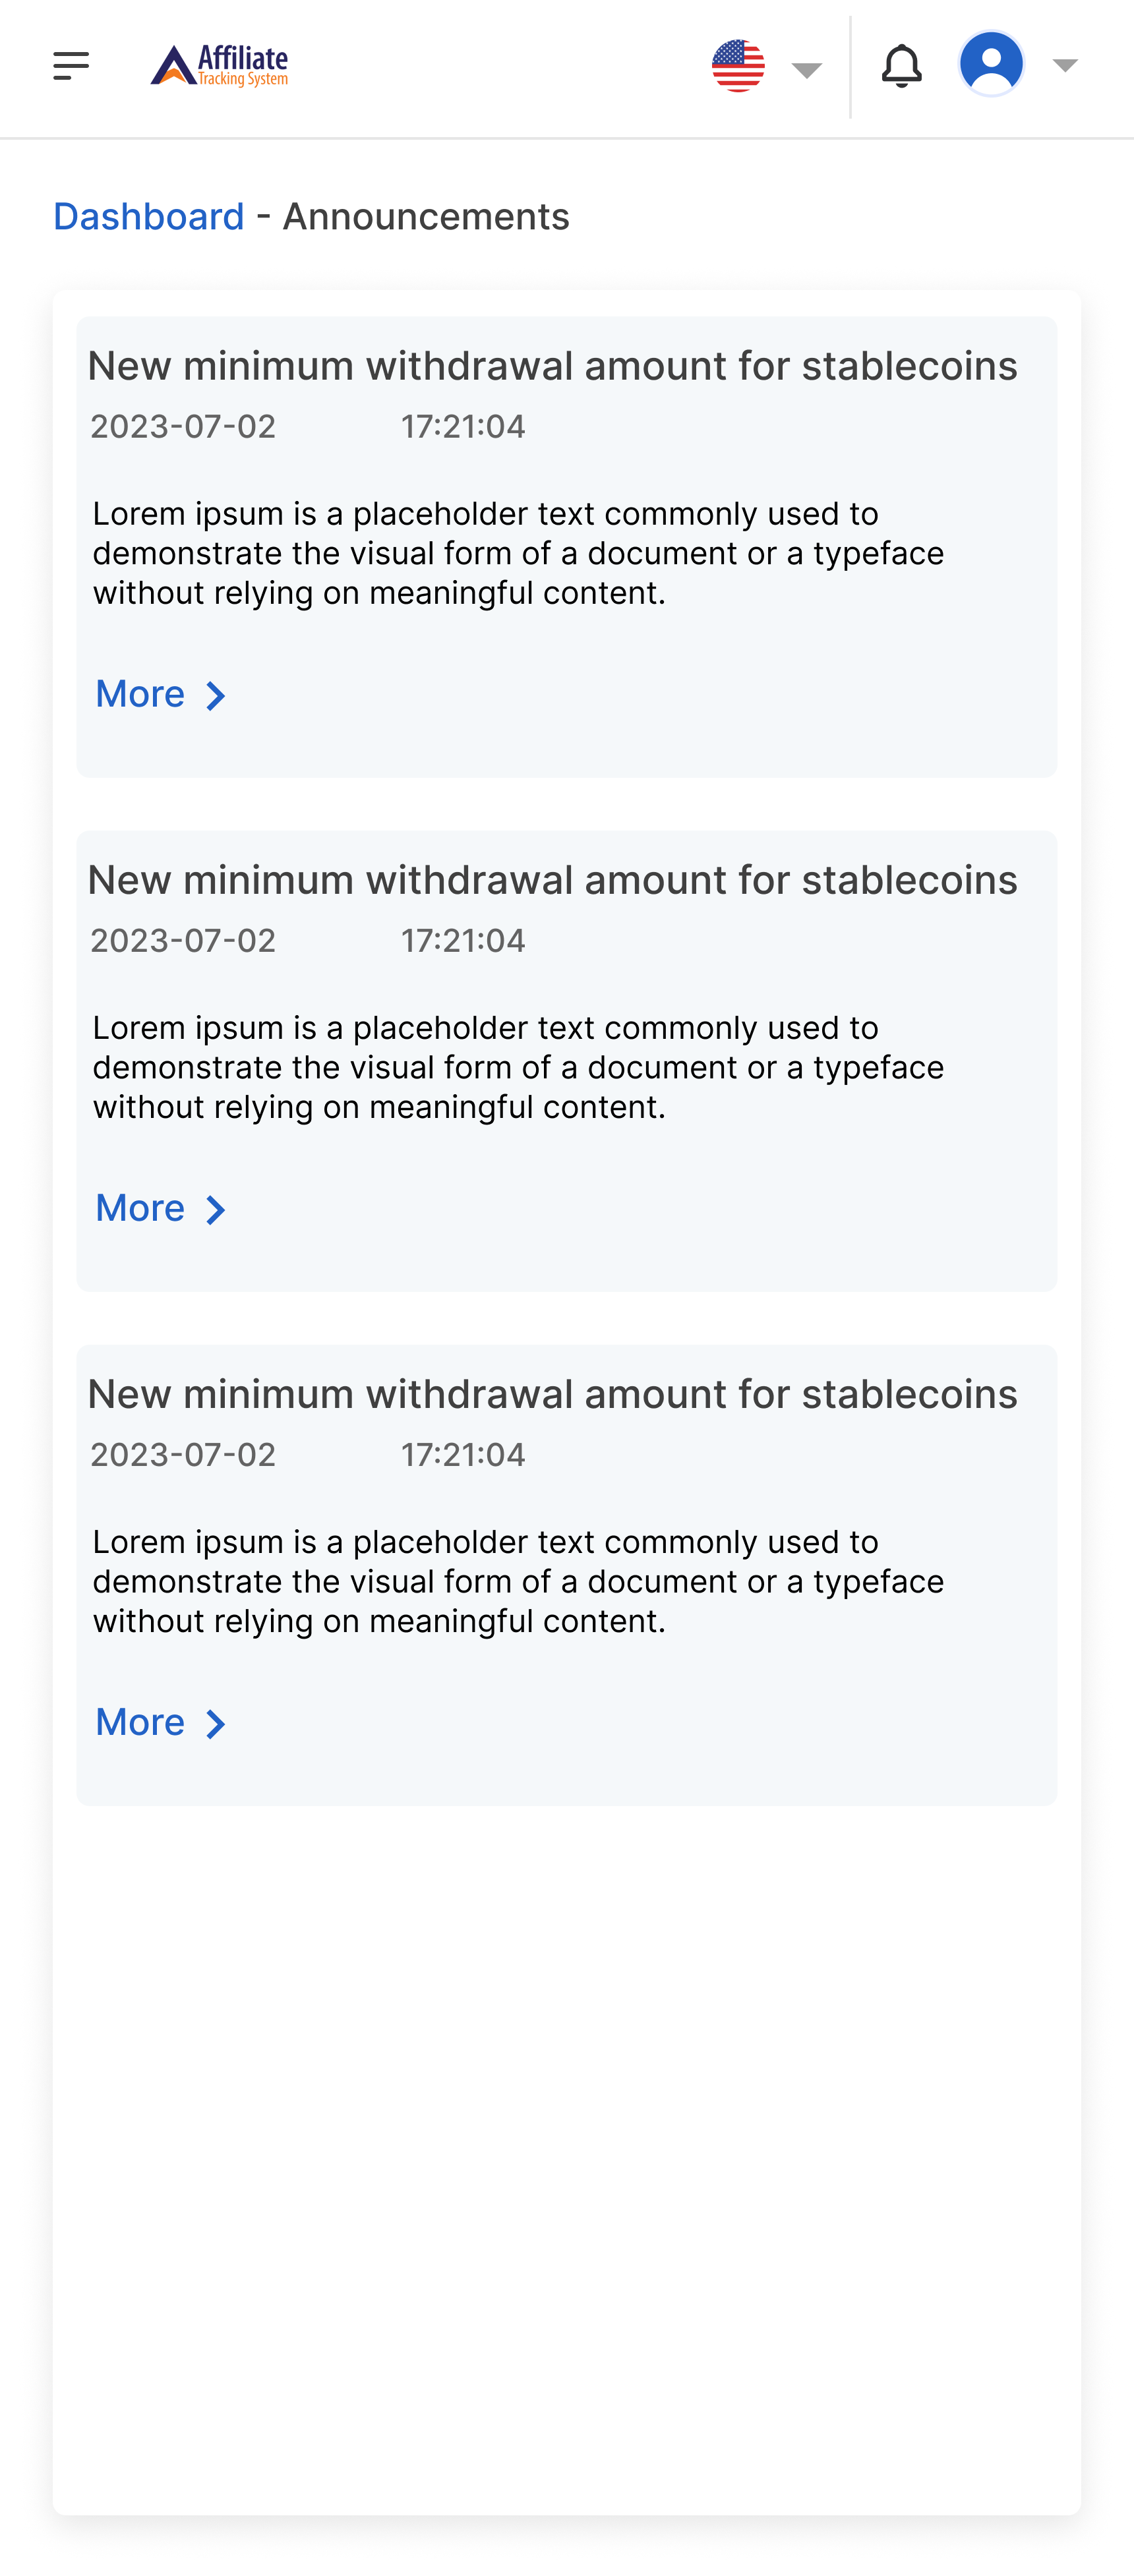 Affiliate
Tracking System
Dashboard - Announcements
New minimum withdrawal amount for stablecoins
2023-07-02 17:21:04
Lorem ipsum is a placeholder text commonly used to
demonstrate the visual form of a document or a typeface
without relying on meaningful content.
More
New minimum withdrawal amount for stablecoins
2023-07-02 17:21:04
Lorem ipsum is a placeholder text commonly used to
demonstrate the visual form of a document or a typeface
without relying on meaningful content.
More
New minimum withdrawal amount for stablecoins
2023-07-02 17:21:04
Lorem ipsum is a placeholder text commonly used to
demonstrate the visual form of a document or a typeface
without relying on meaningful content.
More